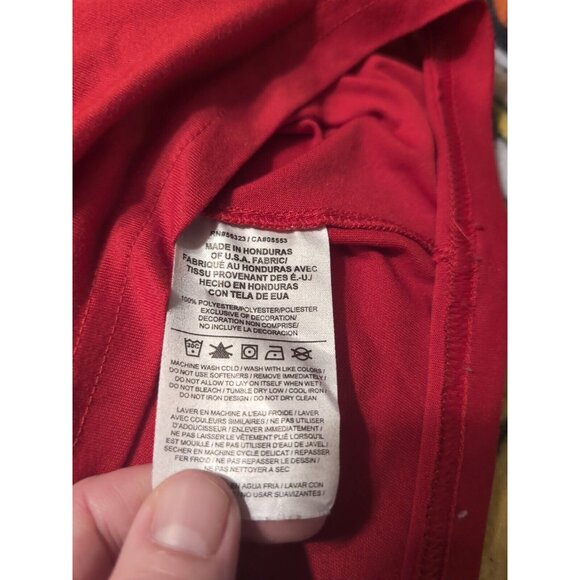 RN#56323 / CA#05553
MADE IN HONDURAS
OF U.S.A. FABRIC/
FABRIQUÉ AU HONDURAS AVEC
TISSU PROVENANT DES É.-U./
HECHO EN HONDURAS
CON TELA DE EUA
100% POLYESTER/POLYESTER/POLIESTER
EXCLUSIVE OF DECORATION/
DECORATION NON COMPRISE/
NO INCLUYE LA DECORACION
30C
MACHINE WASH COLD / WASH WITH LIKE COLORS /
DO NOT USE SOFTENERS / REMOVE IMMEDIATELY /
DO NOT ALLOW TO LAY ON ITSELF WHEN WET /
DO NOT BLEACH / TUMBLE DRY LOW / COOL IRON /
DO NOT IRON DESIGN / DO NOT DRY CLEAN
LAVER EN MACHINE A L'EAU FROIDE / LAVER
AVEC COULEURS SIMILAIRES / NE PAS UTILISER
D'ADOUCISSEUR / ENLEVER IMMEDIATEMENT /
NE PAS LAISSER LE VÊTEMENT PLIÉ LORSQU'IL
EST MOUILLÉ / NE PAS UTILISER D'EAU DE JAVEL /
SECHER EN MACHINE CYCLE DELICAT / REPASSER
FER FROID / NE PAS REPASSER LE DESSIN /
NE PAS NETTOYER A SEC
EN AGUA FRIA / LAVAR CON
NO USAR SUAVIZANTES /